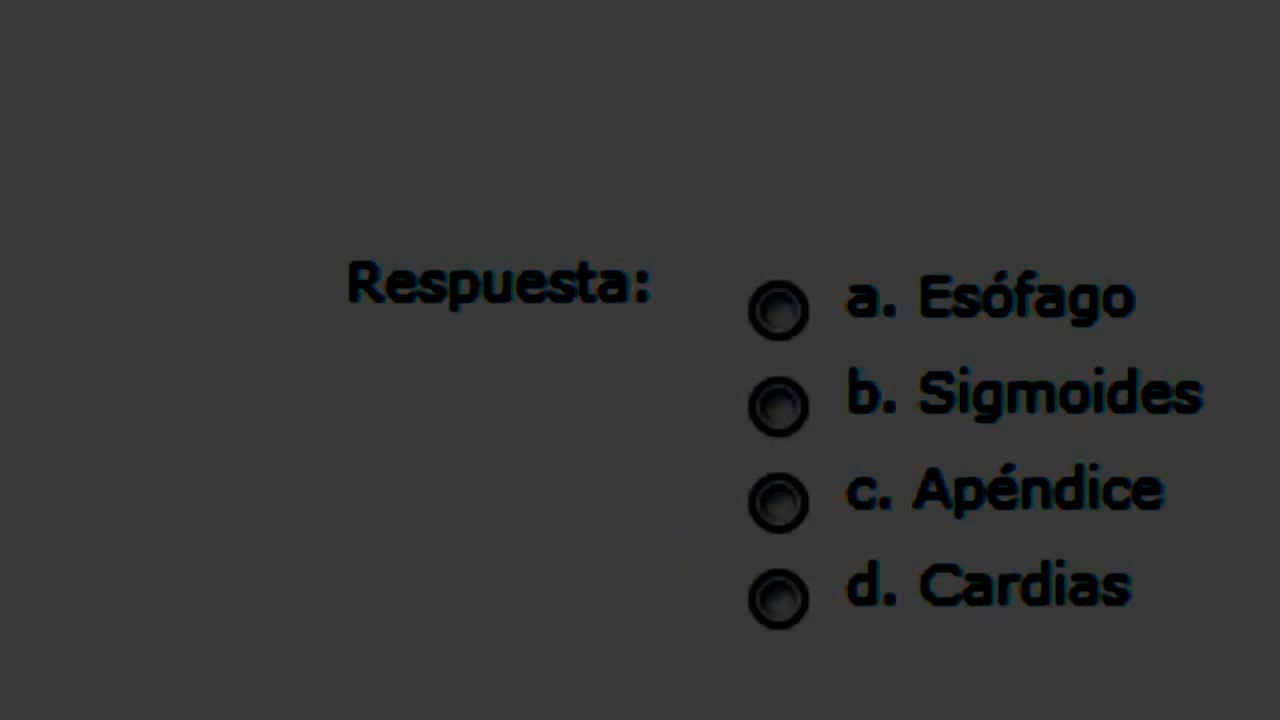 Respuesta:
a. Esófago
b. Sigmoides
c. Apéndice
d. Cardias